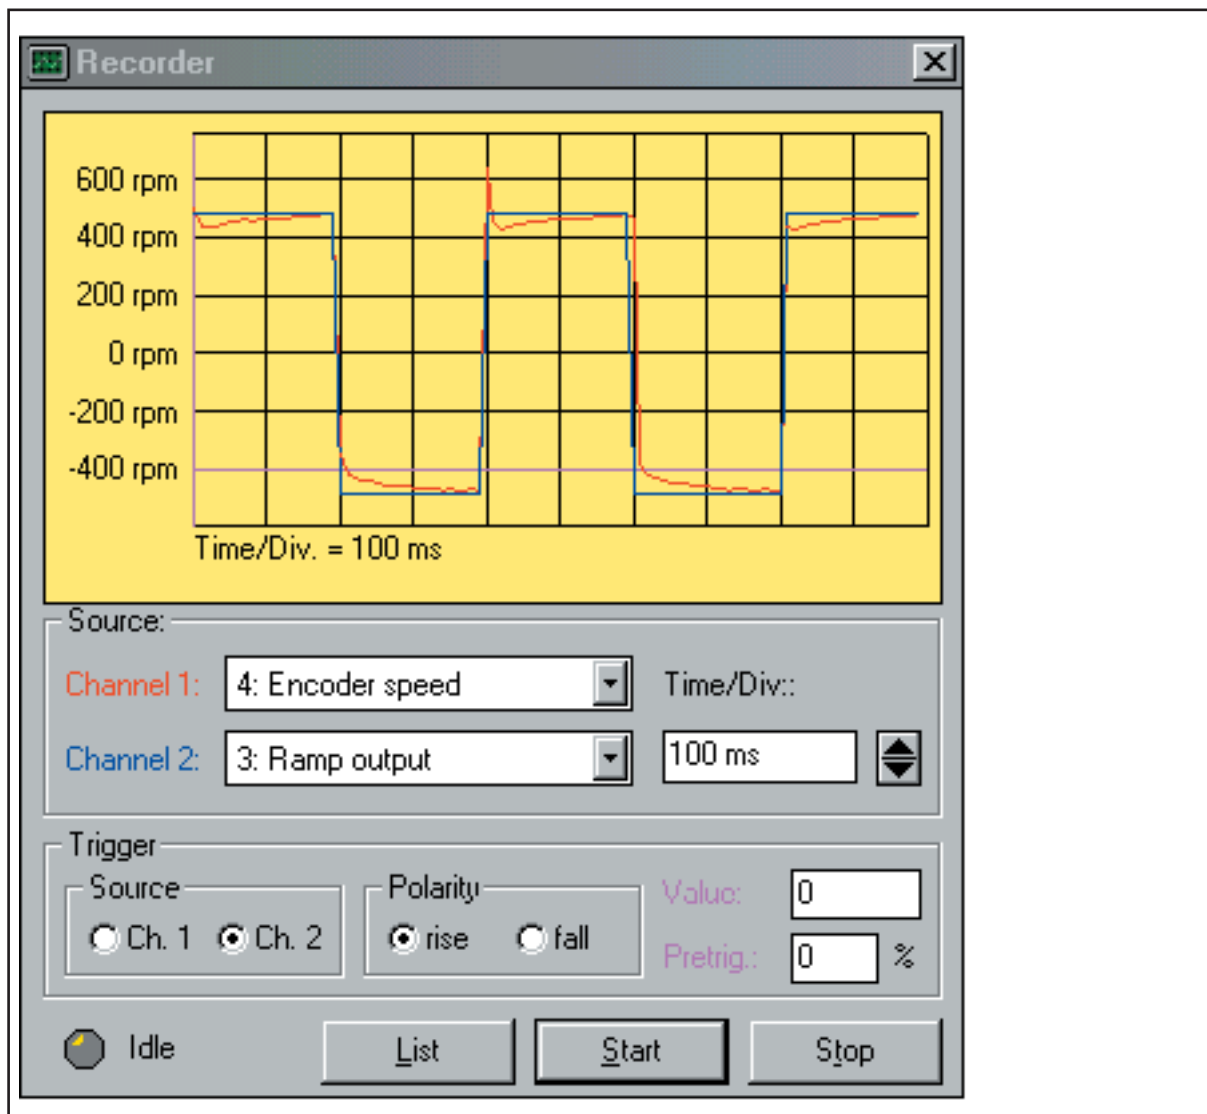 Recorder
600 rpm
400 rpm
200 rpm
0 rpm
-200 rpm
-400 rpm
Time/Div. = 100 ms
Source:
Channel 1: 4: Encoder speed Time/Div::
Channel 2: 3: Ramp output 100 ms
Trigger
Source Polarity Value: 0
Ch. 1 Ch. 2 rise fall
Pretrig.: 0 %
Idle List Start Stop